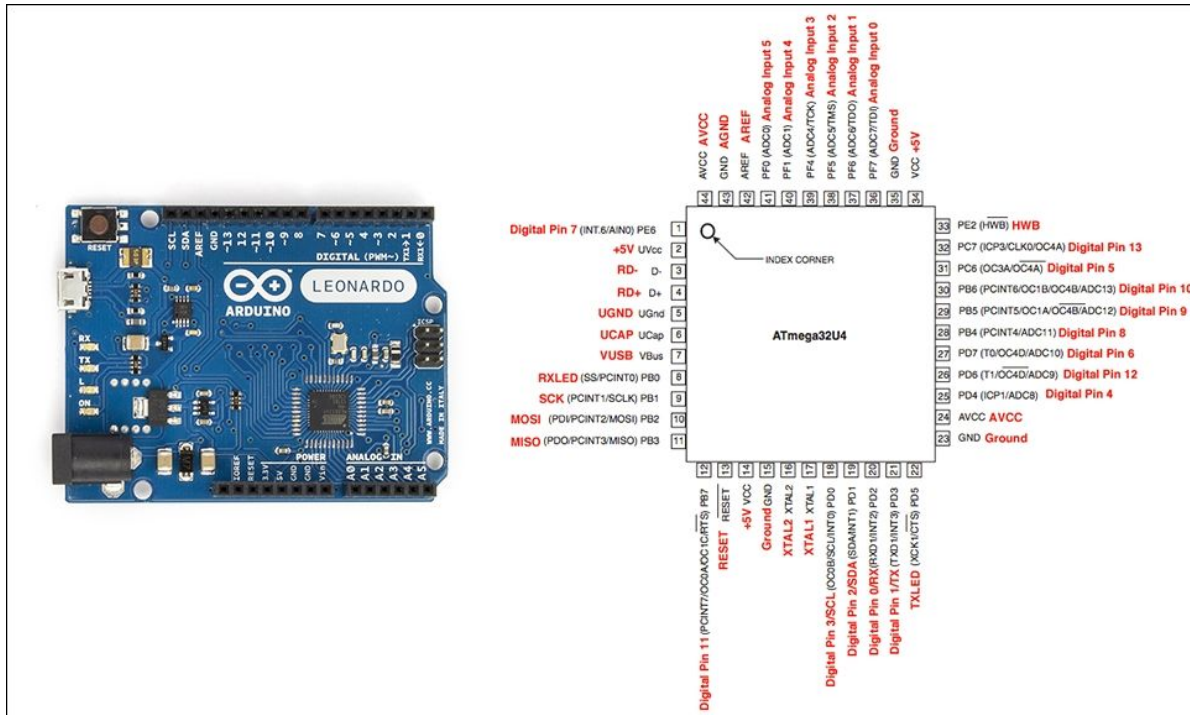 RESET
SCL
SDA
AREF
GND
~13
12
~11
~10
~9
8
7
~6
~5
4
~3
2
TX→1
RX←0
DIGITAL (PWM~)
LEONARDO
ARDUINO
ICSP
RX
TX
L
ON
WWW.ARDUINO.CC
MADE IN ITALY
POWER
ANALOG IN
IOREF
RESET
3.3V
5V
GND
GND
Vin
A0
A1
A2
A3
A4
A5
AVCC AVCC
GND AGND
AREF AREF
PF0 (ADC0) Analog Input 5
PF1 (ADC1) Analog Input 4
PF4 (ADC4/TCK) Analog Input 3
PF5 (ADC5/TMS) Analog Input 2
PF6 (ADC6/TDO) Analog Input 1
PF7 (ADC7/TDI) Analog Input 0
GND Ground
VCC +5V
44 43 42 41 40 39 38 37 36 35 34
Digital Pin 7 (INT.6/AIN0) PE6 1
+5V UVcc 2
RD- D- 3
RD+ D+ 4
UGND UGnd 5
UCAP UCap 6
VUSB VBus 7
RXLED (SS/PCINT0) PB0 8
SCK (PCINT1/SCLK) PB1 9
MOSI (PDI/PCINT2/MOSI) PB2 10
MISO (PDO/PCINT3/MISO) PB3 11
INDEX CORNER
ATmega32U4
33 PE2 (HWB) HWB
32 PC7 (ICP3/CLK0/OC4A) Digital Pin 13
31 PC6 (OC3A/OC4A) Digital Pin 5
30 PB6 (PCINT6/OC1B/OC4B/ADC13) Digital Pin 10
29 PB5 (PCINT5/OC1A/OC4B/ADC12) Digital Pin 9
28 PB4 (PCINT4/ADC11) Digital Pin 8
27 PD7 (T0/OC4D/ADC10) Digital Pin 6
26 PD6 (T1/OC4D/ADC9) Digital Pin 12
25 PD4 (ICP1/ADC8) Digital Pin 4
24 AVCC AVCC
23 GND Ground
12 13 14 15 16 17 18 19 20 21 22
Digital Pin 11 (PCINT7/OC0A/OC1C/RTS) PB7
RESET RESET
+5V VCC
Ground GND
XTAL2 XTAL2
XTAL1 XTAL1
Digital Pin 3/SCL (OC0B/SCL/INT0) PD0
Digital Pin 2/SDA (SDA/INT1) PD1
Digital Pin 0/RX (RXD1/INT2) PD2
Digital Pin 1/TX (TXD1/INT3) PD3
TXLED (XCK1/CTS) PD5